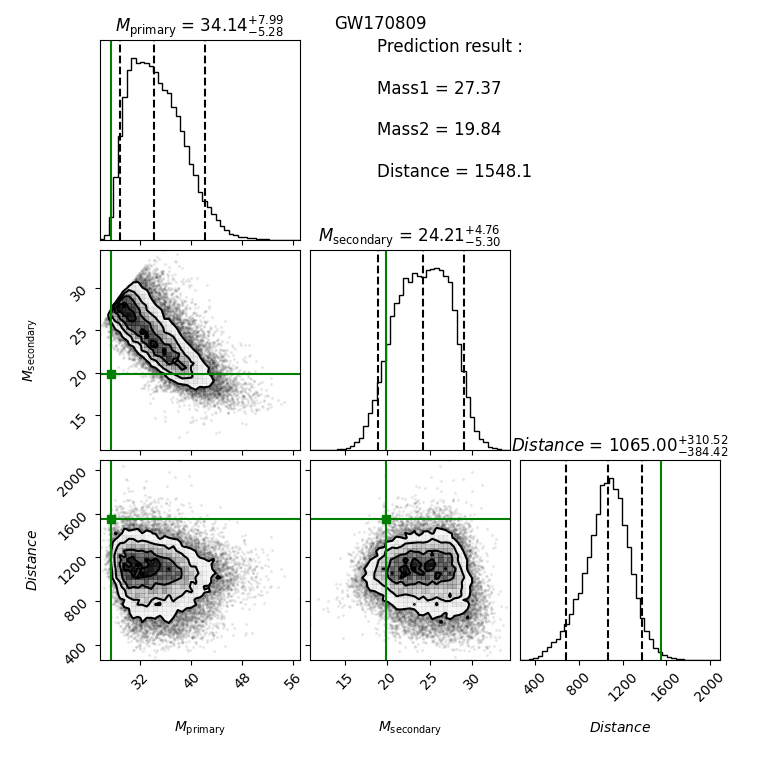 M_primary = 34.14^{+7.99}_{-5.28}
GW170809
Prediction result :
Mass1 = 27.37
Mass2 = 19.84
Distance = 1548.1
M_secondary = 24.21^{+4.76}_{-5.30}
M_secondary
30
25
20
15
Distance = 1065.00^{+310.52}_{-384.42}
Distance
2000
1600
1200
800
400
32
40
48
56
15
20
25
30
400
800
1200
1600
2000
M_primary
M_secondary
Distance